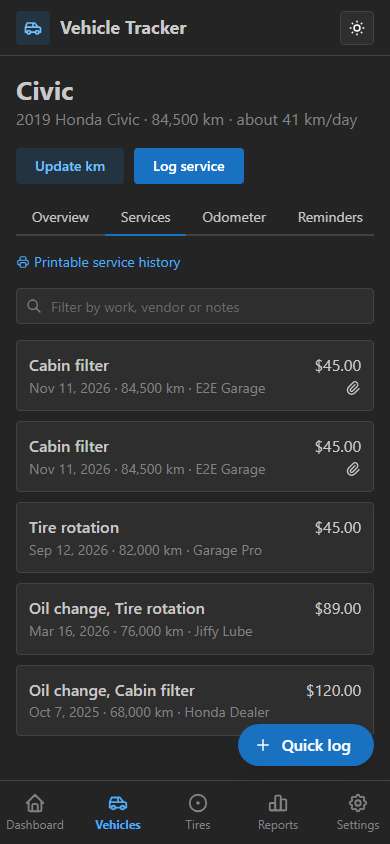 Vehicle Tracker
Civic
2019 Honda Civic · 84,500 km · about 41 km/day
Update km
Log service
Overview
Services
Odometer
Reminders
Printable service history
Filter by work, vendor or notes
Cabin filter
$45.00
Nov 11, 2026 · 84,500 km · E2E Garage
Cabin filter
$45.00
Nov 11, 2026 · 84,500 km · E2E Garage
Tire rotation
$45.00
Sep 12, 2026 · 82,000 km · Garage Pro
Oil change, Tire rotation
$89.00
Mar 16, 2026 · 76,000 km · Jiffy Lube
Oil change, Cabin filter
$120.00
Oct 7, 2025 · 68,000 km · Honda Dealer
Quick log
Dashboard
Vehicles
Tires
Reports
Settings